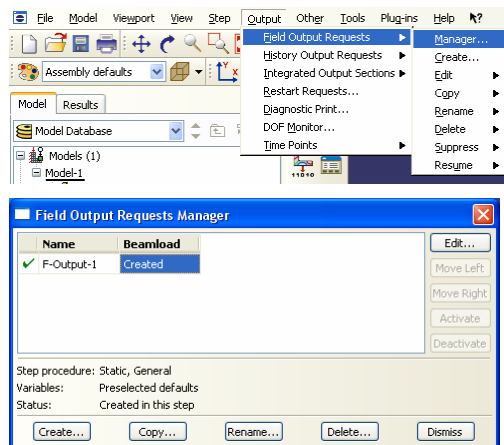 File Model Viewport View Step Output Other Tools Plug-ins Help
Field Output Requests
Manager...
History Output Requests
Create...
Assembly defaults
Integrated Output Sections
Edit
Restart Requests...
Copy
Model Results
Diagnostic Print...
Rename
DOF Monitor...
Delete
Model Database
Time Points
Suppress
Models (1)
Resume
Model-1
11010
Field Output Requests Manager
Name Beamload
Edit...
F-Output-1 Created
Move Left
Move Right
Activate
Deactivate
Step procedure: Static, General
Variables: Preselected defaults
Status: Created in this step
Create... Copy... Rename... Delete... Dismiss